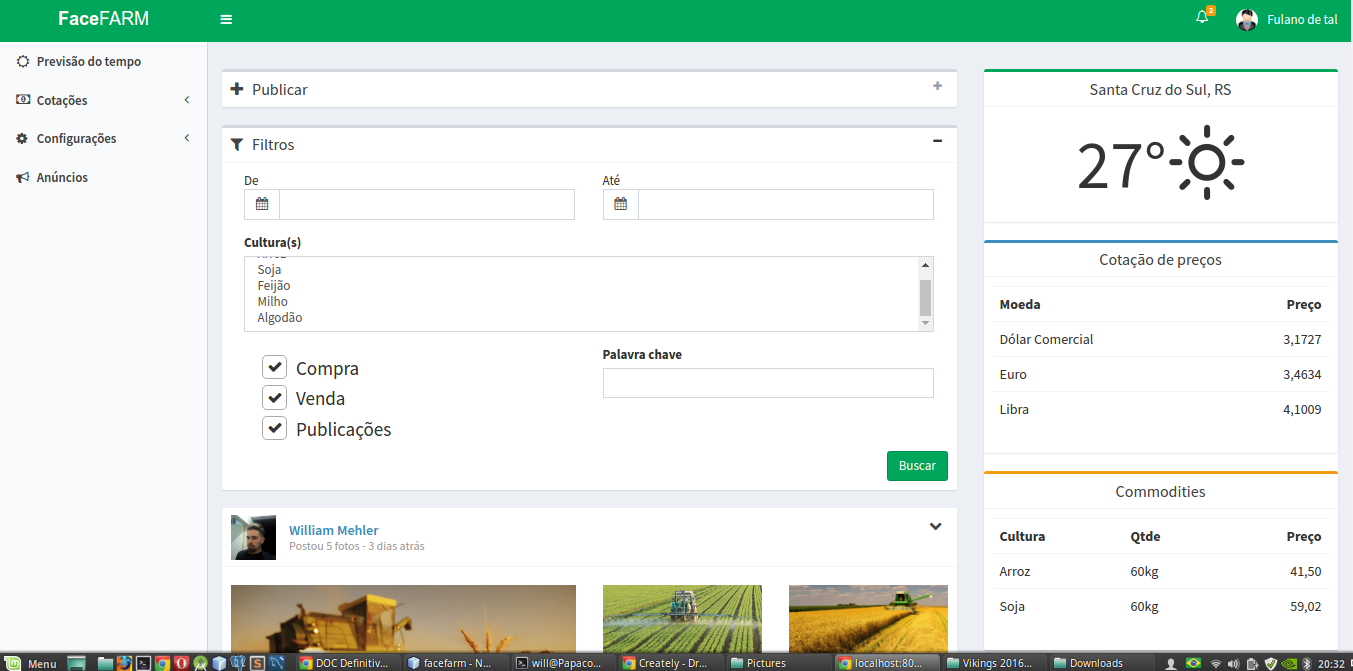 FaceFARM
2
Fulano de tal
Previsão do tempo
Cotações
Configurações
Anúncios
Publicar
Filtros
De
Até
Cultura(s)
Soja
Feijão
Milho
Algodão
Compra
Venda
Publicações
Palavra chave
Buscar
William Mehler
Postou 5 fotos - 3 dias atrás
Santa Cruz do Sul, RS
27°
Cotação de preços
Moeda Preço
Dólar Comercial 3,1727
Euro 3,4634
Libra 4,1009
Commodities
Cultura Qtde Preço
Arroz 60kg 41,50
Soja 60kg 59,02
Menu
DOC Definitiv...
facefarm - N...
will@Papaco...
Creately - Dr...
Pictures
localhost:80...
Vikings 2016...
Downloads
20:32